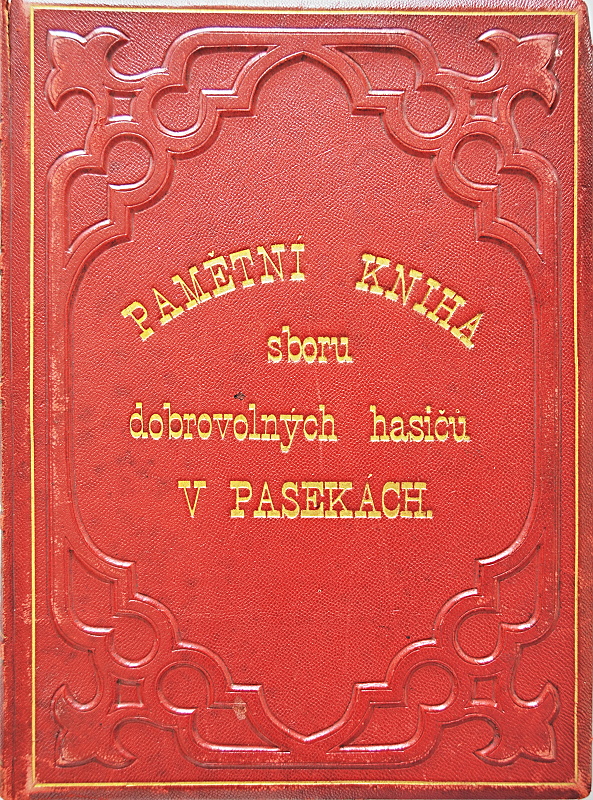 PAMĚTNÍ KNIHA
sboru
dobrovolných hasičů
V PASEKÁCH.